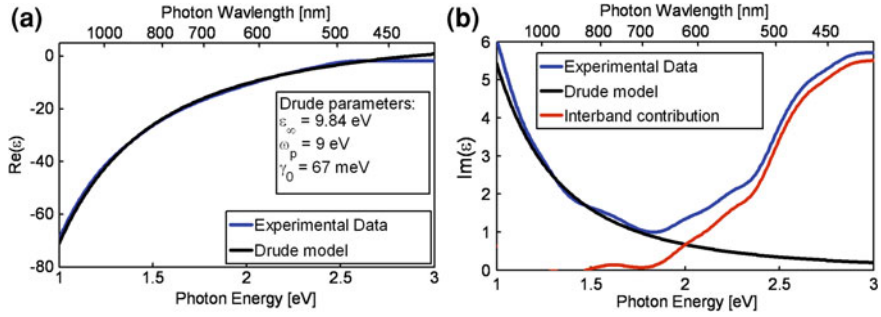 (a)
Photon Wavlength [nm]
1000 800 700 600 500 450
0
-20
-40
-60
-80
Re(ε)
Drude parameters:
ε∞ = 9.84 eV
ωp = 9 eV
γ0 = 67 meV
Experimental Data
Drude model
1 1.5 2 2.5 3
Photon Energy [eV]
(b)
Photon Wavlength [nm]
1000 800 700 600 500 450
6
5
4
3
2
1
0
Im(ε)
Experimental Data
Drude model
Interband contribution
1 1.5 2 2.5 3
Photon Energy [eV]